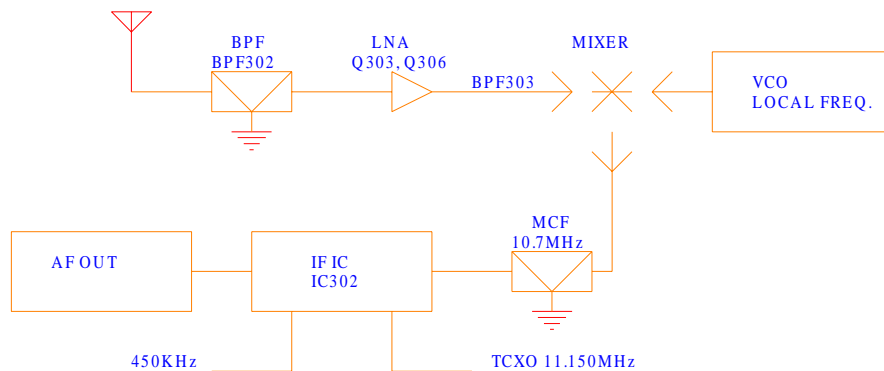 BPF
BPF302
LNA
Q303, Q306
MIXER
BPF303
VCO
LOCAL FREQ.
MCF
10.7MHz
AF OUT
IF IC
IC302
450KHz
TCXO 11.150MHz